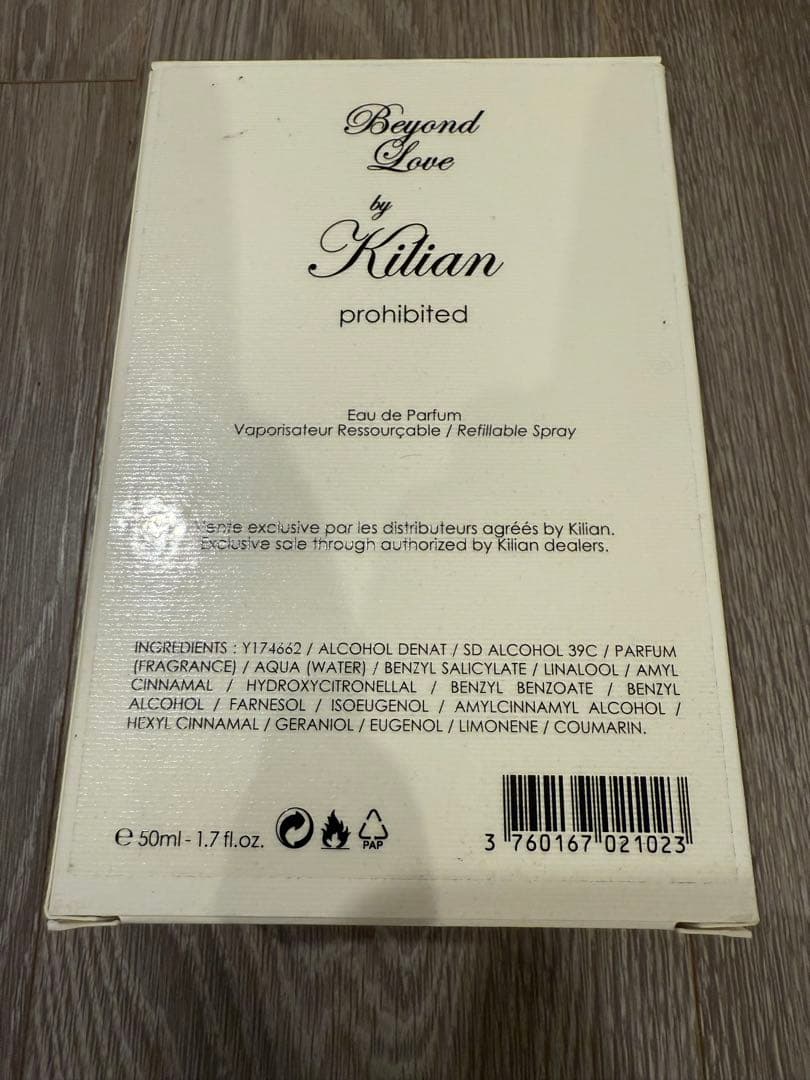 Beyond
Love
by
Kilian
prohibited
Eau de Parfum
Vaporisateur Ressourçable / Refillable Spray
Vente exclusive par les distributeurs agréés by Kilian.
Exclusive sale through authorized by Kilian dealers.
INGREDIENTS : Y174662 / ALCOHOL DENAT / SD ALCOHOL 39C / PARFUM
(FRAGRANCE) / AQUA (WATER) / BENZYL SALICYLATE / LINALOOL / AMYL
CINNAMAL / HYDROXYCITRONELLAL / BENZYL BENZOATE / BENZYL
ALCOHOL / FARNESOL / ISOEUGENOL / AMYLCINNAMYL ALCOHOL /
HEXYL CINNAMAL / GERANIOL / EUGENOL / LIMONENE / COUMARIN.
℮ 50ml - 1.7 fl.oz.
PAP
3 760167 021023